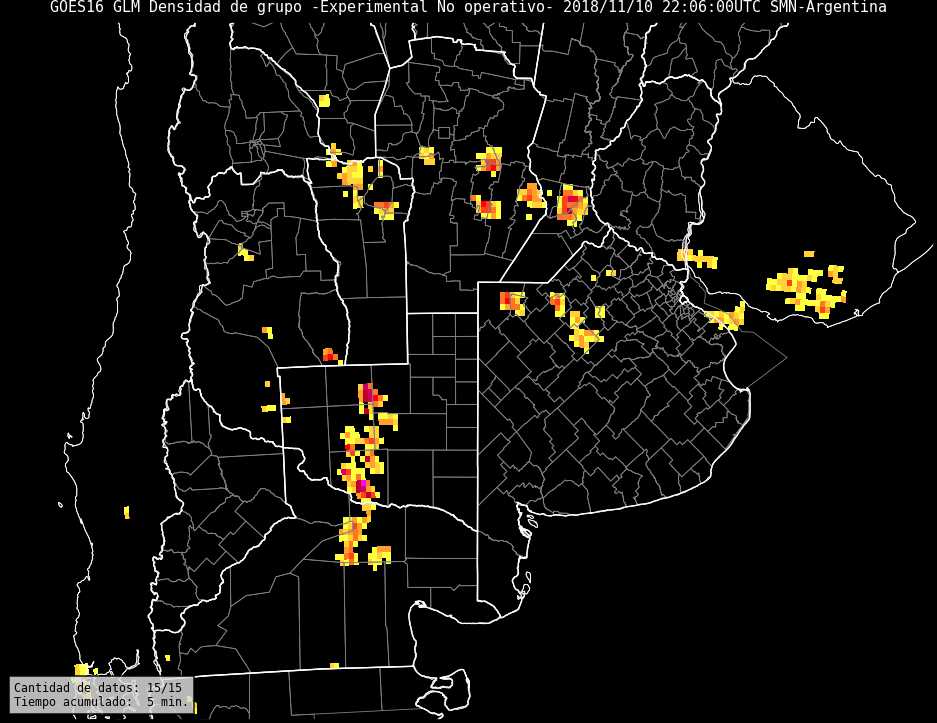 GOES16 GLM Densidad de grupo -Experimental No operativo- 2018/11/10 22:06:00UTC SMN-Argentina
Cantidad de datos: 15/15
Tiempo acumulado:  5 min.